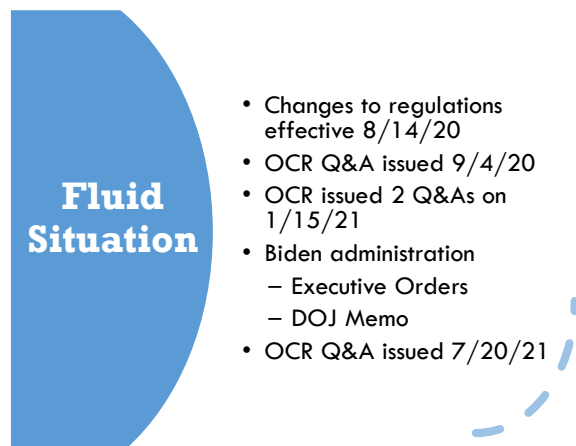 Fluid
Situation
• Changes to regulations
effective 8/14/20
• OCR Q&A issued 9/4/20
• OCR issued 2 Q&As on
1/15/21
• Biden administration
– Executive Orders
– DOJ Memo
• OCR Q&A issued 7/20/21